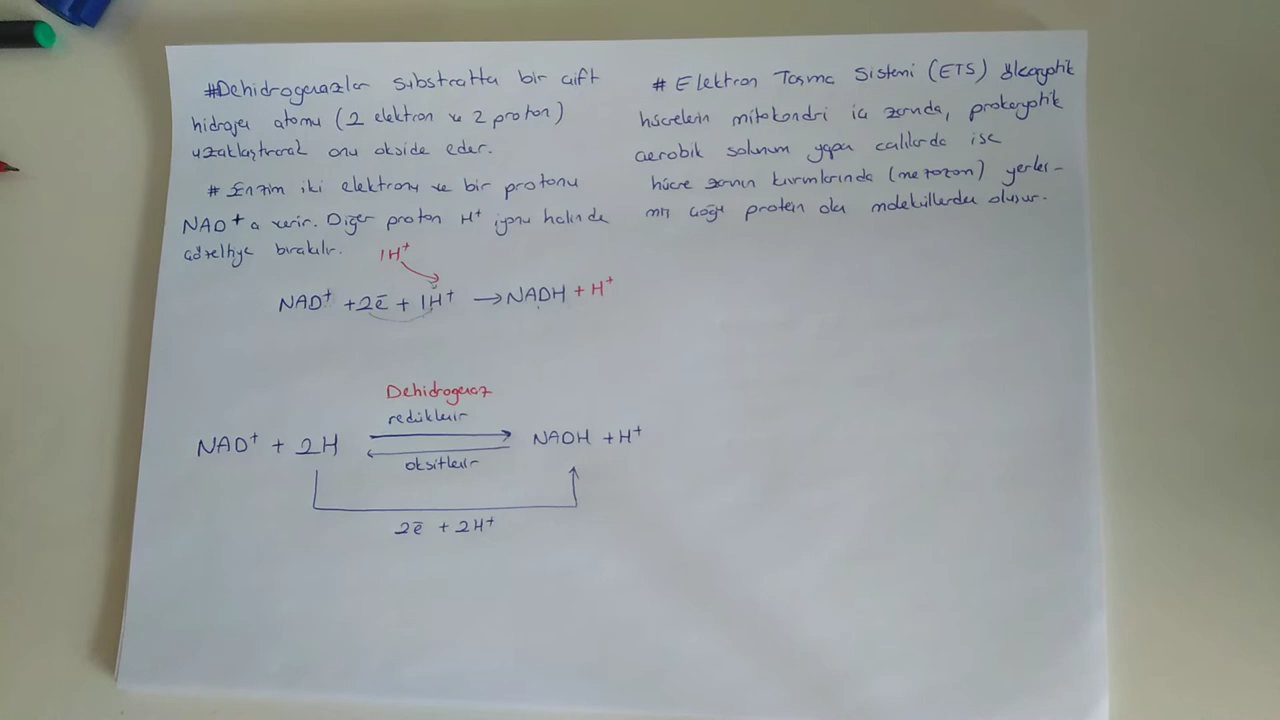 #Dehidrogenazlar substrattan bir çift
hidrojen atomu (2 elektron ve 2 proton)
uzaklaştırarak onu okside eder.
# Enzim iki elektronu ve bir protonu
NAD⁺ a verir. Diğer proton H⁺ iyonu halinde
çözeltiye bırakılır.
1H⁺
NAD⁺ + 2ē + 1H⁺ → NADH + H⁺
Dehidrogenaz
redüklenir
NAD⁺ + 2H NADH + H⁺
oksitlenir
2ē + 2H⁺
# Elektron Taşıma Sistemi (ETS) ökaryotik
hücrelerin mitokondri iç zarında, prokaryotik
aerobik solunum yapan canlılarda ise
hücre zarının kıvrımlarında (mezozom) yerleş-
miş çoğu protein olan moleküllerden oluşur.